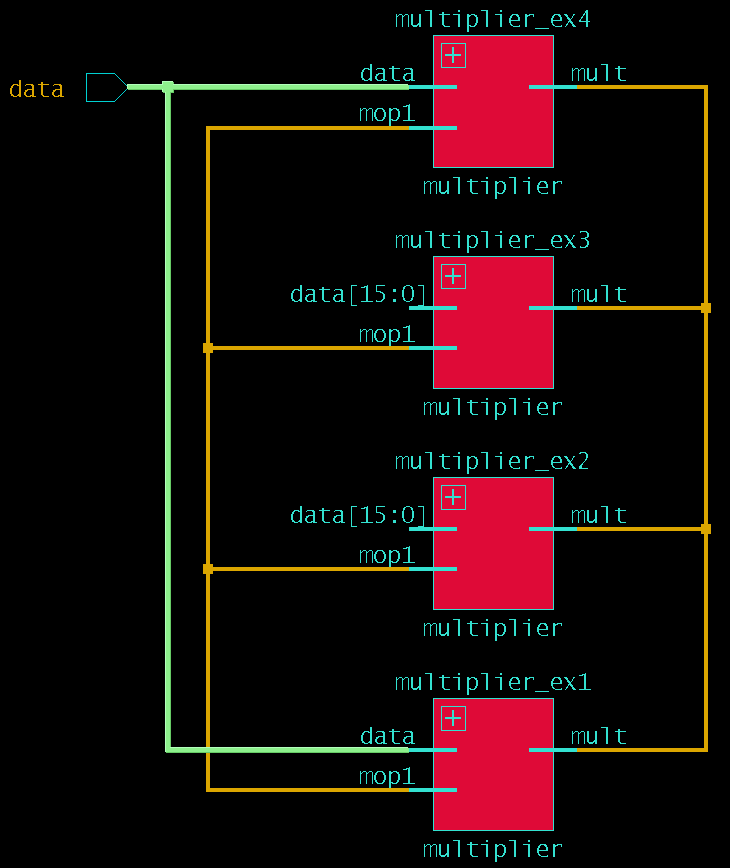 multiplier_ex4
data
data
mult
mop1
multiplier
multiplier_ex3
data[15:0]
mult
mop1
multiplier
multiplier_ex2
data[15:0]
mult
mop1
multiplier
multiplier_ex1
data
mult
mop1
multiplier